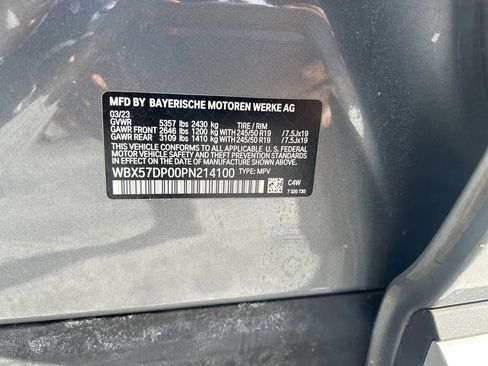 MFD BY BAYERISCHE MOTOREN WERKE AG
03/23
GVWR 5357 lbs 2430 kg TIRE / RIM
GAWR FRONT 2646 lbs 1200 kg WITH 245/50 R19 /7.5Jx19
GAWR REAR 3109 lbs 1410 kg WITH 245/50 R19 /7.5Jx19
THIS VEHICLE CONFORMS TO ALL APPLICABLE U.S. FEDERAL
MOTOR VEHICLE SAFETY AND THEFT PREVENTION STANDARDS IN
EFFECT ON THE DATE OF MANUFACTURE SHOWN ABOVE.
WBX57DP00PN214100 TYPE: MPV
C4W
7 320 730